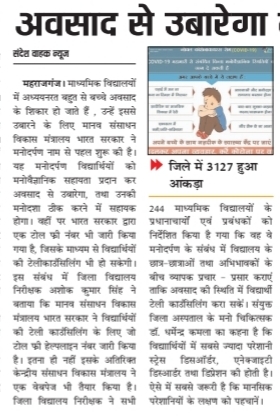 अवसाद से उबारेगा
संदेश वाहक न्यूज
महराजगंज। माध्यमिक विद्यालयों
में अध्ययनरत बहुत से बच्चे अवसाद
के शिकार हो जाते हैं , उन्हें इससे
उबारने के लिए मानव संसाधन
विकास मंत्रालय भारत सरकार ने
मनोदर्पण नाम से पहल शुरू की है।
यह मनोदर्पण विद्यार्थियों को
मनोवैज्ञानिक सहायता प्रदान कर
अवसाद से उबारेगा, तथा उनकी
मनोदशा ठीक करने में सहायक
होगा। वहीं पर भारत सरकार द्वारा
एक टोल फ्री नंबर भी जारी किया
गया है, जिसके माध्यम से विद्यार्थियों
की टेलीकाउंसिलिंग भी हो सकेगी।
इस संबंध में जिला विद्यालय
निरीक्षक अशोक कुमार सिंह ने
बताया कि मानव संसाधन विकास
मंत्रालय भारत सरकार ने विद्यार्थियों
की टेली काउंसिलिंग के लिए जो
टोल फ्री हेल्पलाइन नंबर जारी किया
है। इतना ही नहीं इसके अतिरिक्त
केन्द्रीय संसाधन विकास मंत्रालय ने
एक वेबपेज भी तैयार किया है।
जिला विद्यालय निरीक्षक ने सभी
जिले में 3127 हुआ
आंकड़ा
244 माध्यमिक विद्यालयों के
प्रधानाचार्यों एवं प्रबंधकों को
निर्देशित किया है गया कि वह वे
मनोदर्पण के संबंध में विद्यालय के
छात्र-छात्राओं तथा अभिभावकों के
बीच व्यापक प्रचार - प्रसार कराएं
ताकि अवसाद की स्थिति में विद्यार्थी
टेली काउंसिलिंग करा सकें। संयुक्त
जिला अस्पताल के मनो चिकित्सक
डॉ. धर्मेन्द्र कमला का कहना है कि
विद्यार्थियों में सबसे ज्यादा परेशानी
स्ट्रेस डिसऑर्डर, एनेक्जाइटी
डिस्आर्डर तथा डिप्रेशन की होती है।
ऐसे में सबसे जरूरी है कि मानसिक
परेशानियों के लक्षण को पहचानें।